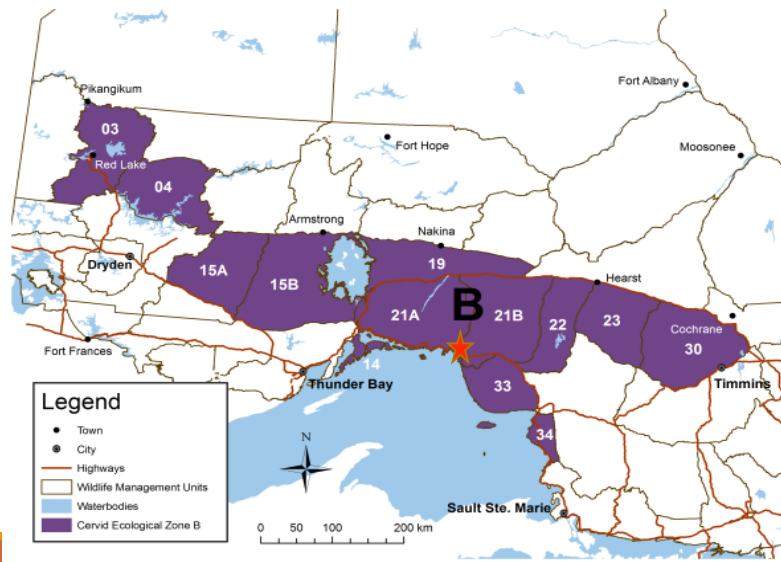 Pikangikum
03
Red Lake
04
Fort Albany
Moosonee
Fort Hope
Armstrong
Nakina
Dryden
15A
15B
19
Hearst
B
21A
21B
22
23
Cochrane
30
Fort Frances
Thunder Bay
14
33
Timmins
34
Sault Ste. Marie
Legend
Town
City
Highways
Wildlife Management Units
Waterbodies
Cervid Ecological Zone B
N
0 50 100 200 km